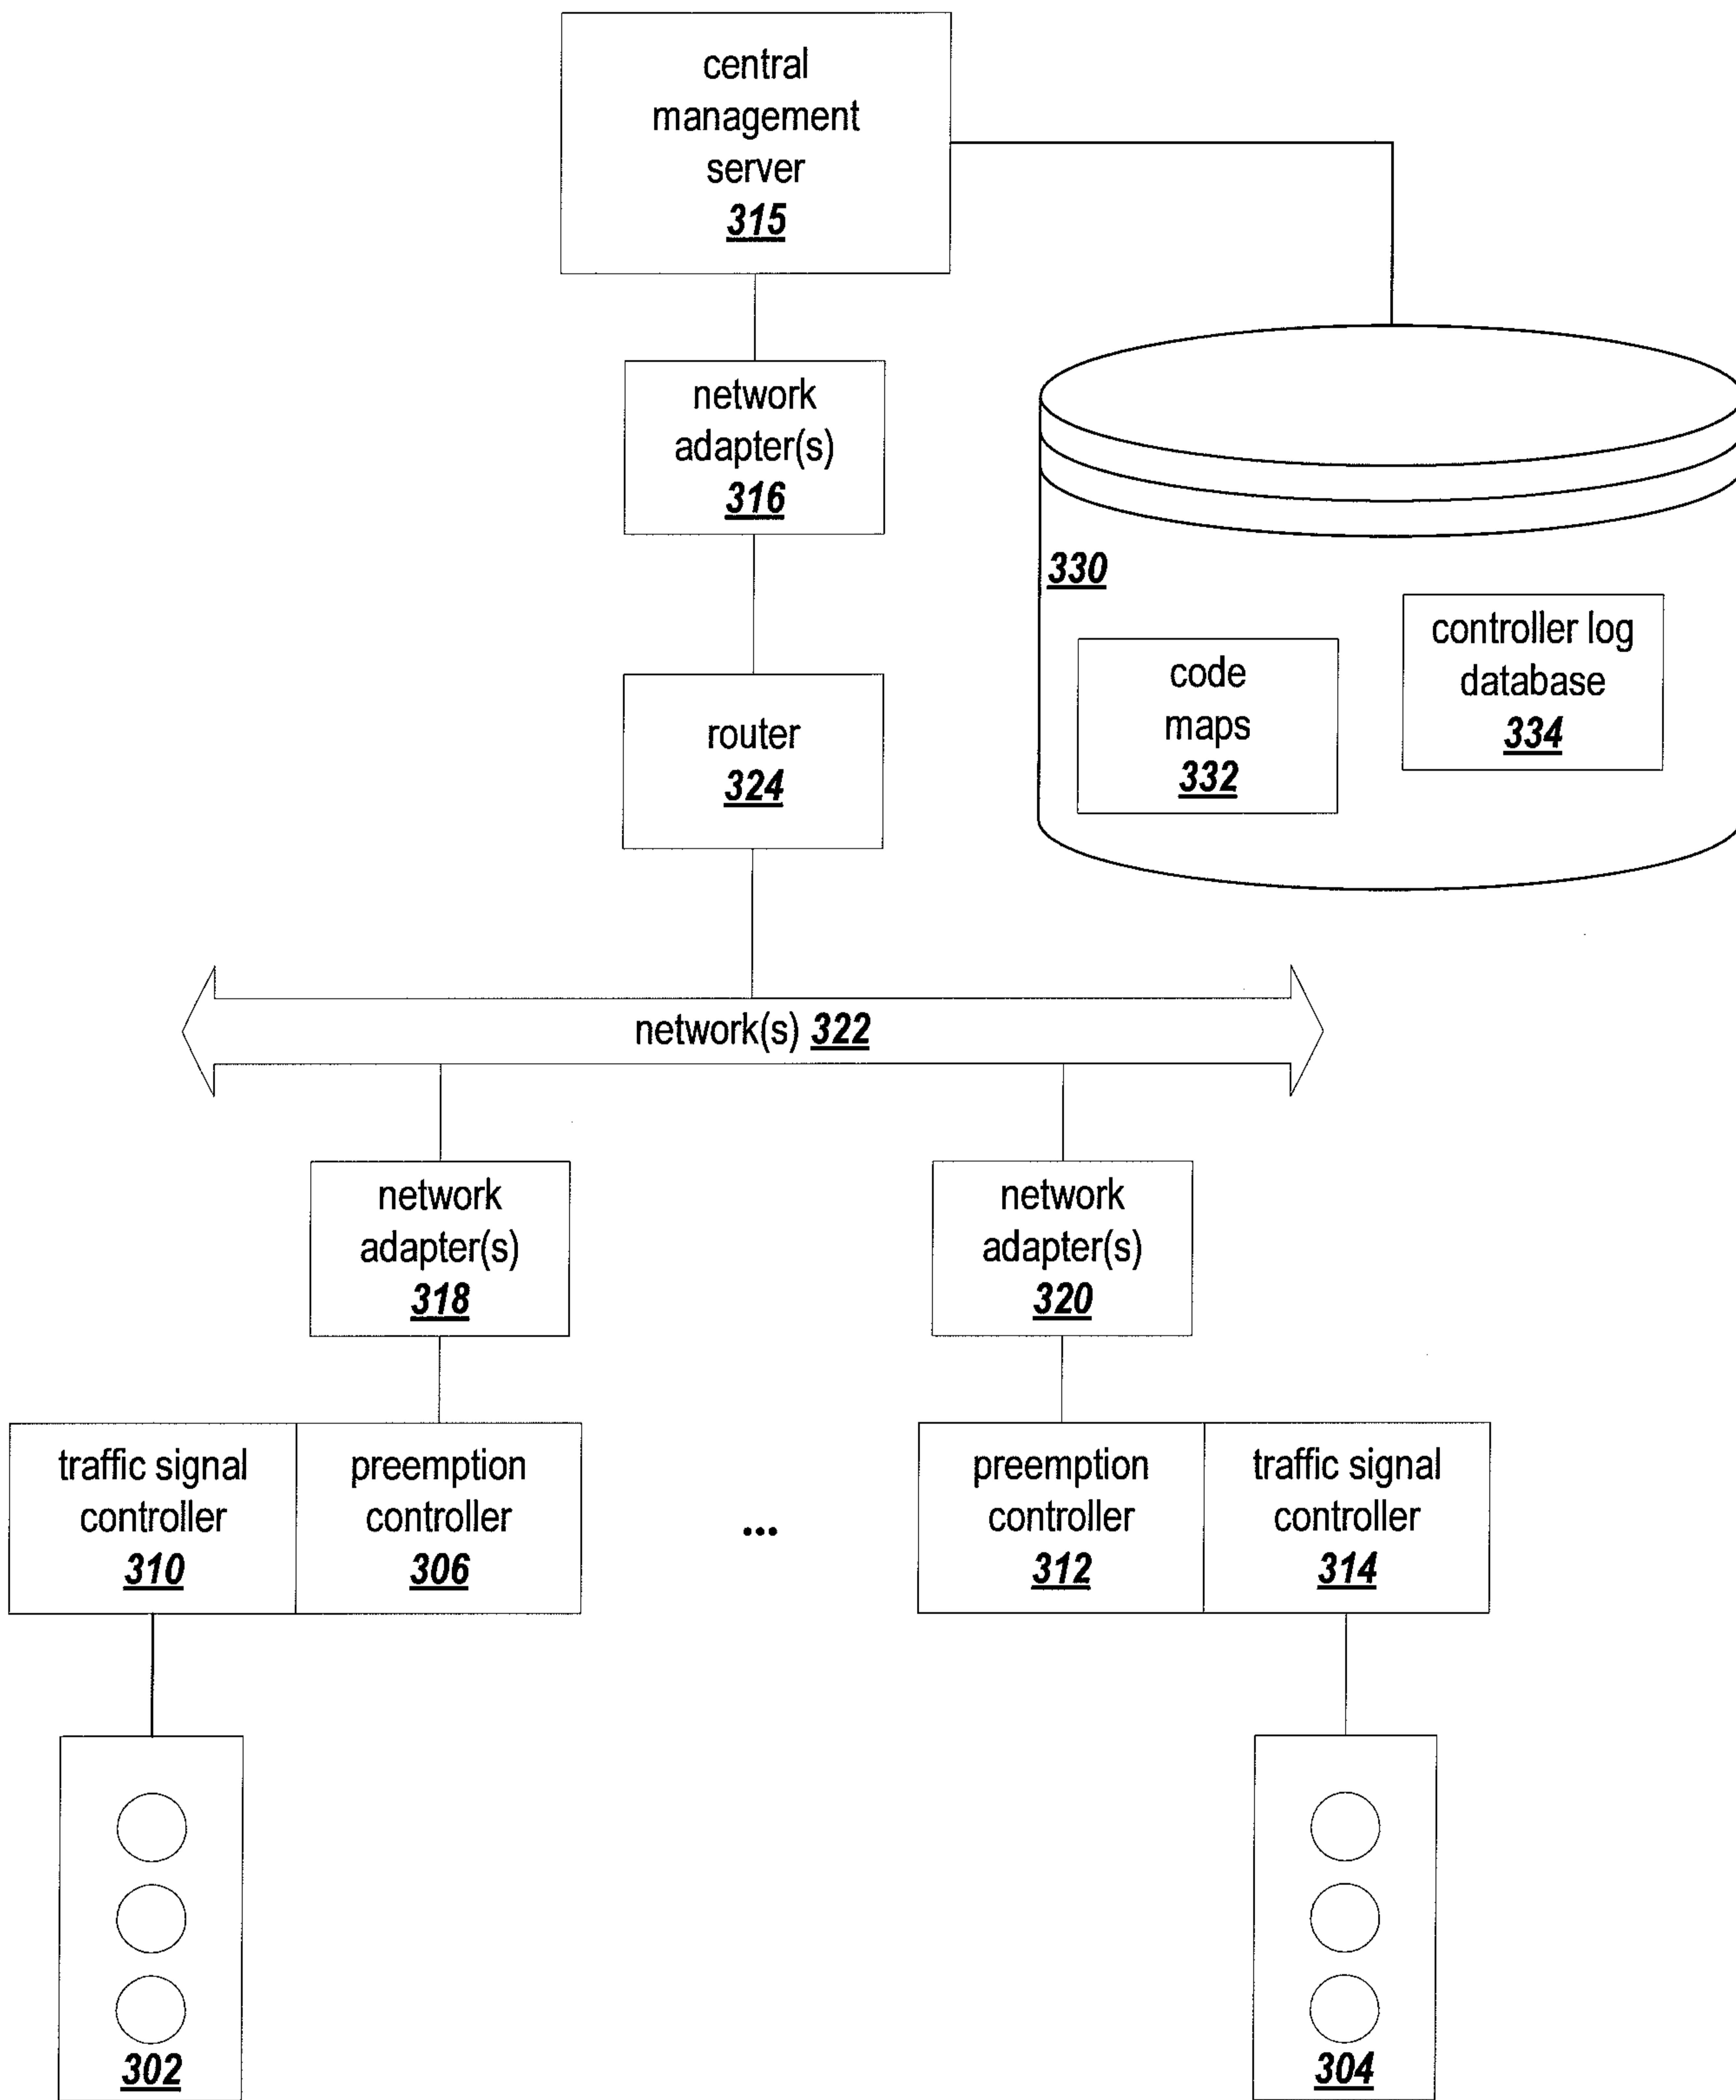 central
management
server
315
network
adapter(s)
316
330
controller log
database
334
code
maps
332
router
324
network(s) 322
network
adapter(s)
318
network
adapter(s)
320
traffic signal
controller
310
preemption
controller
306
...
preemption
controller
312
traffic signal
controller
314
302
304